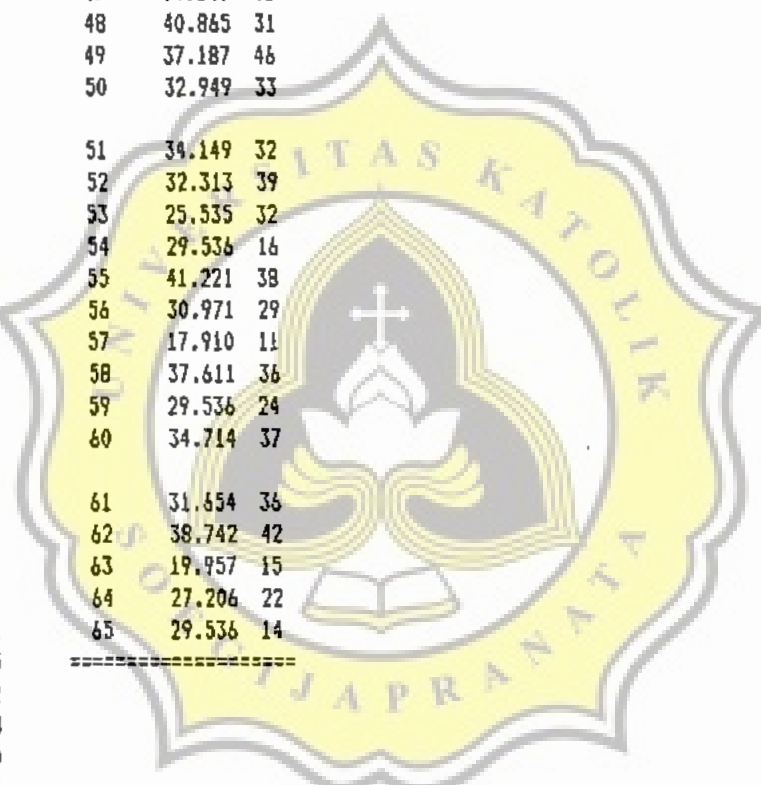 48 40.865 31
49 37.187 46
50 32.949 33
51 34.149 32
52 32.313 39
53 25.535 32
54 29.536 16
55 41.221 38
56 30.971 29
57 17.910 11
58 37.611 36
59 29.536 24
60 34.714 37
61 31.654 36
62 38.742 42
63 19.957 15
64 27.206 22
65 29.536 14
=====================
UNIVERSITAS KATOLIK
SOEGIJAPRANATA